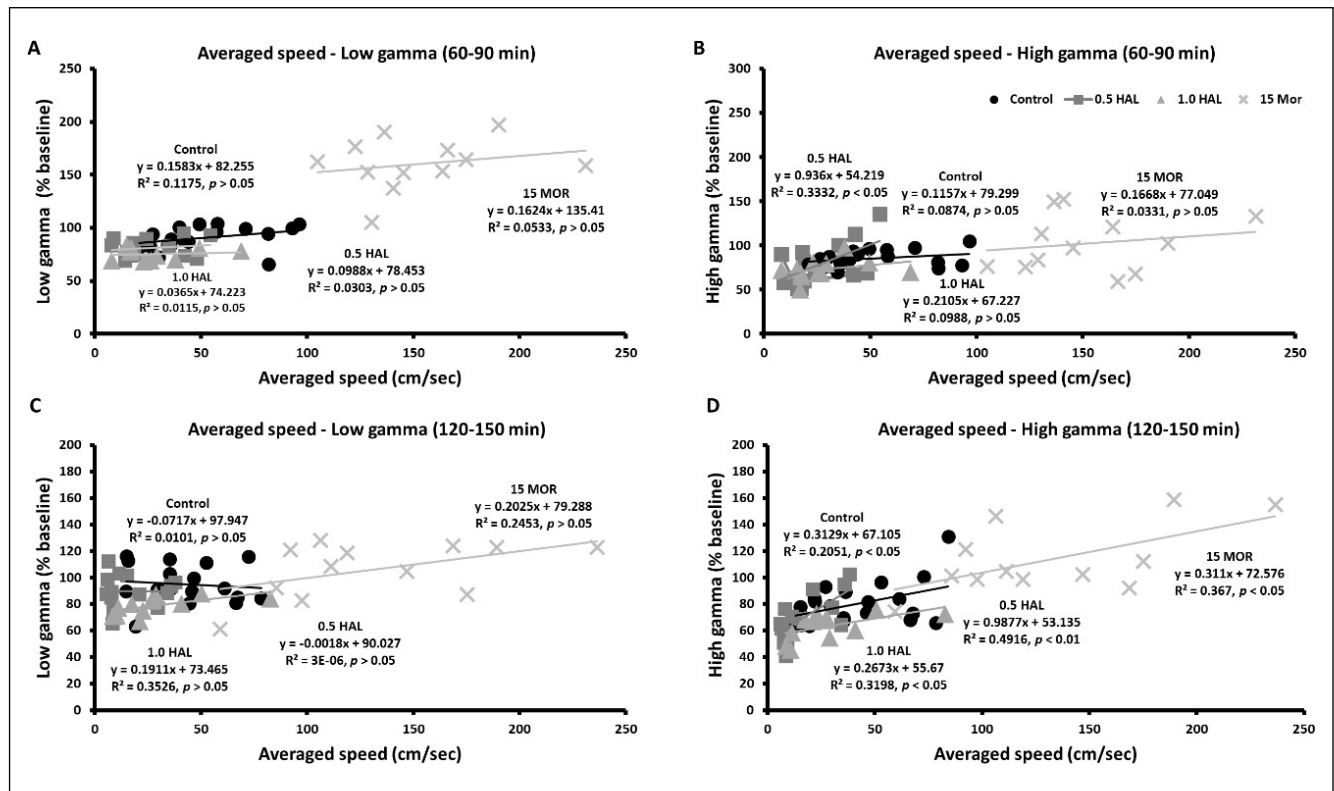 A
Averaged speed - Low gamma (60-90 min)
250
200
150
100
50
0
Low gamma (% baseline)
Control
y = 0.1583x + 82.255
R² = 0.1175, p > 0.05
15 MOR
y = 0.1624x + 135.41
R² = 0.0533, p > 0.05
0.5 HAL
y = 0.0988x + 78.453
R² = 0.0303, p > 0.05
1.0 HAL
y = 0.0365x + 74.223
R² = 0.0115, p > 0.05
0 50 100 150 200 250
Averaged speed (cm/sec)
B
Averaged speed - High gamma (60-90 min)
300
250
200
150
100
50
0
High gamma (% baseline)
Control 0.5 HAL 1.0 HAL 15 Mor
0.5 HAL
y = 0.936x + 54.219
R² = 0.3332, p < 0.05
Control
y = 0.1157x + 79.299
R² = 0.0874, p > 0.05
15 MOR
y = 0.1668x + 77.049
R² = 0.0331, p > 0.05
1.0 HAL
y = 0.2105x + 67.227
R² = 0.0988, p > 0.05
0 50 100 150 200 250
Averaged speed (cm/sec)
C
Averaged speed - Low gamma (120-150 min)
200
180
160
140
120
100
80
60
40
20
0
Low gamma (% baseline)
Control
y = -0.0717x + 97.947
R² = 0.0101, p > 0.05
15 MOR
y = 0.2025x + 79.288
R² = 0.2453, p > 0.05
0.5 HAL
y = -0.0018x + 90.027
R² = 3E-06, p > 0.05
1.0 HAL
y = 0.1911x + 73.465
R² = 0.3526, p > 0.05
0 50 100 150 200 250
Averaged speed (cm/sec)
D
Averaged speed - High gamma (120-150 min)
200
180
160
140
120
100
80
60
40
20
0
High gamma (% baseline)
Control
y = 0.3129x + 67.105
R² = 0.2051, p < 0.05
15 MOR
y = 0.311x + 72.576
R² = 0.367, p < 0.05
0.5 HAL
y = 0.9877x + 53.135
R² = 0.4916, p < 0.01
1.0 HAL
y = 0.2673x + 55.67
R² = 0.3198, p < 0.05
0 50 100 150 200 250
Averaged speed (cm/sec)